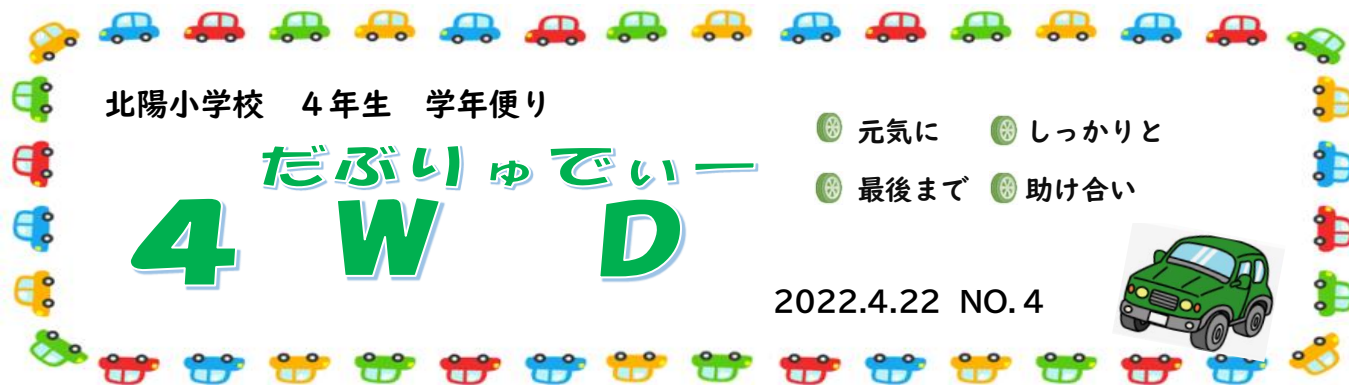 北陽小学校　４年生　学年便り
だぶりゅでぃー
４ W D
元気に　しっかりと
最後まで　助け合い
2022.4.22 NO.４